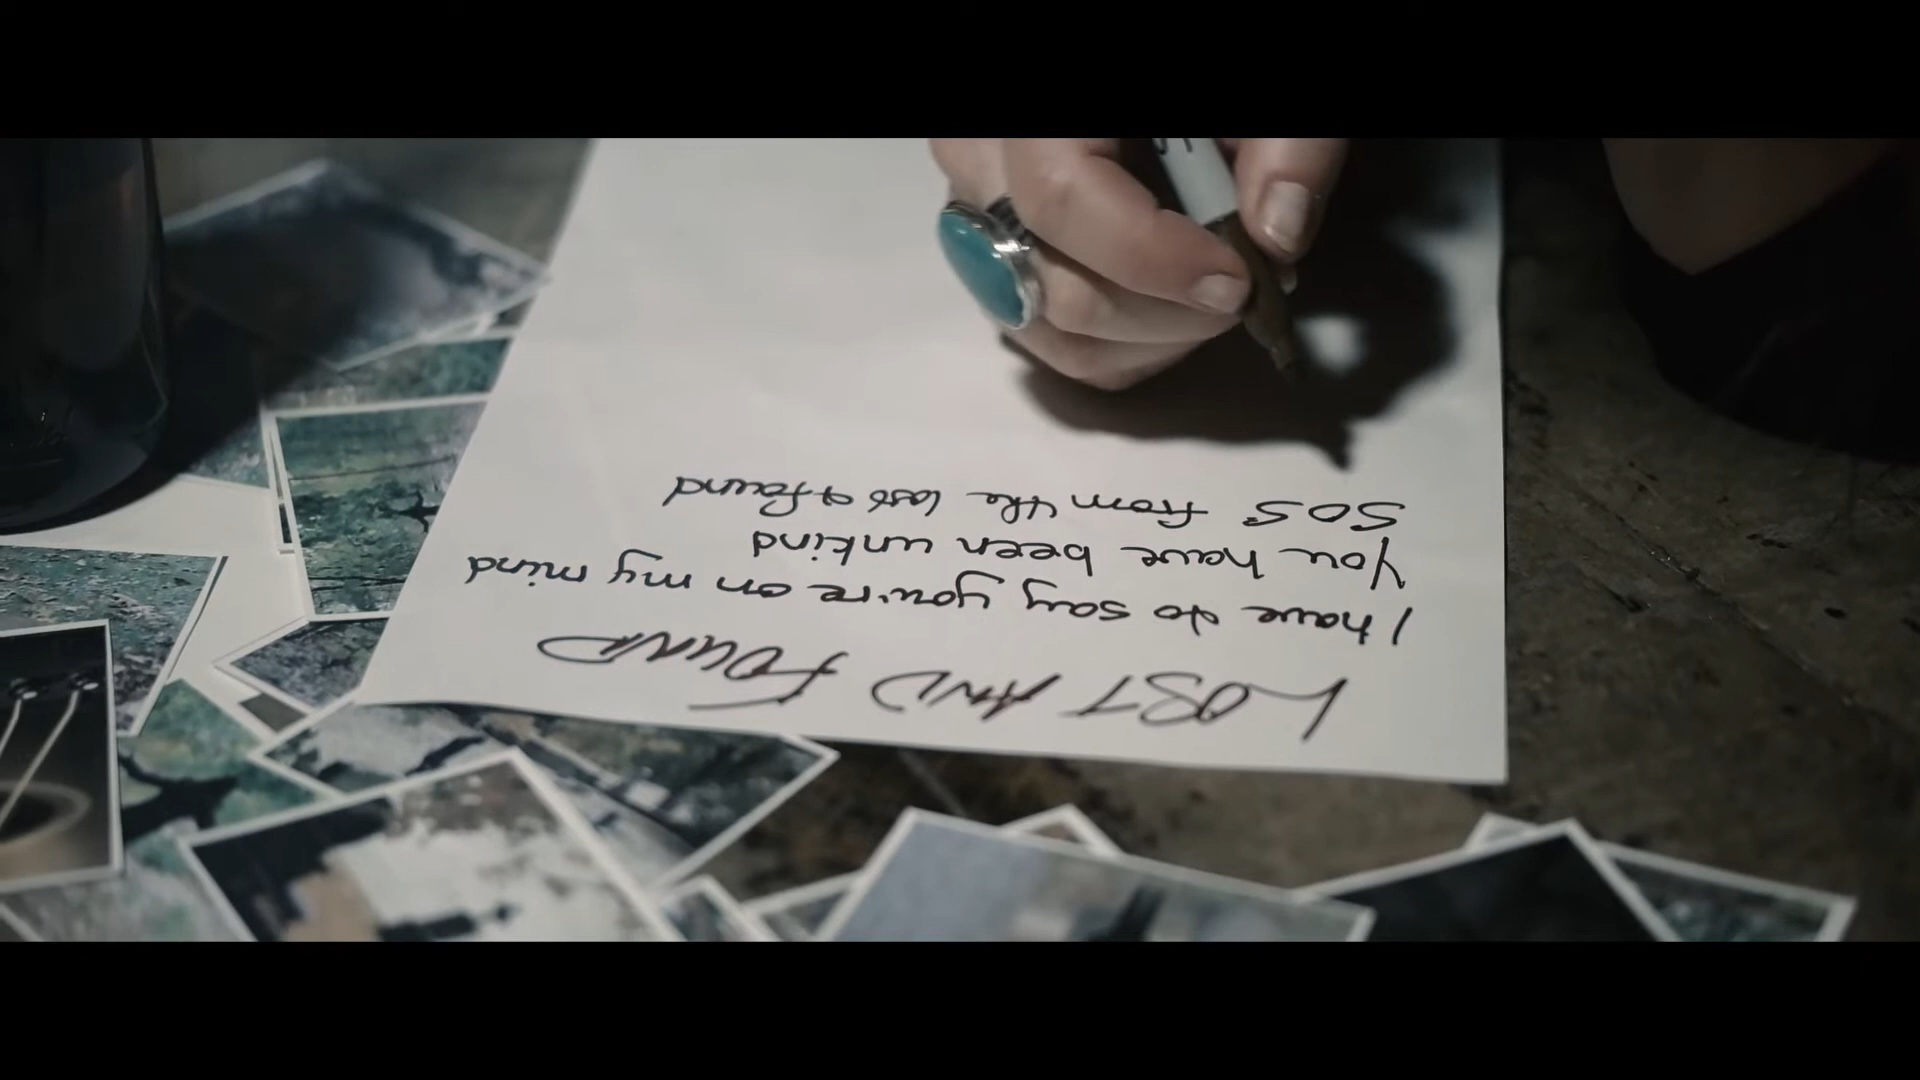 LOST AND FOUND
I have to say you're on my mind
You have been unkind
SOS from the lost & found